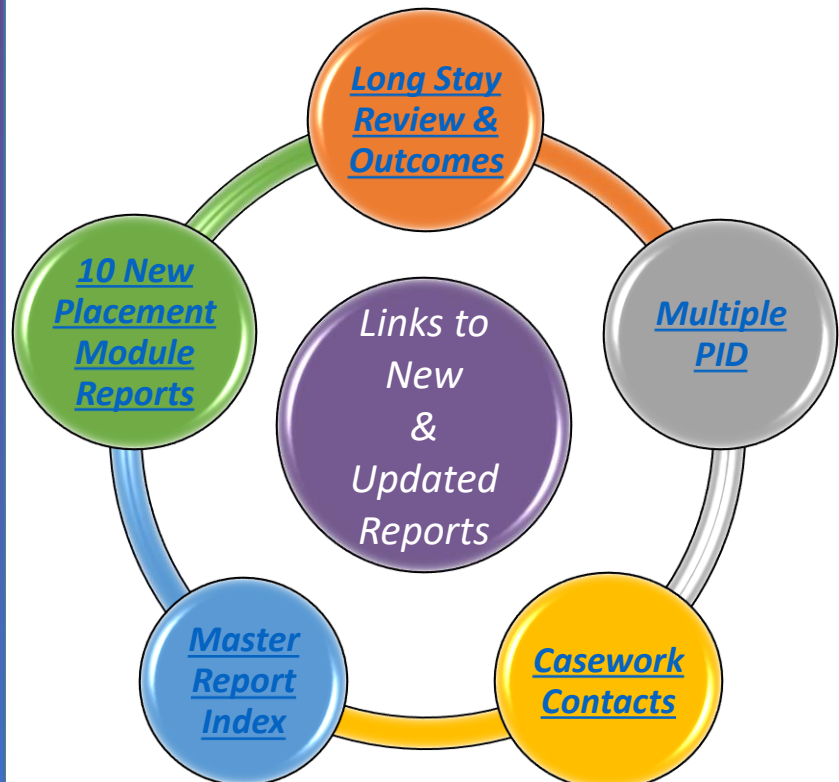 Long Stay
Review &
Outcomes
10 New
Placement
Module
Reports
Links to
New
&
Updated
Reports
Multiple
PID
Master
Report
Index
Casework
Contacts